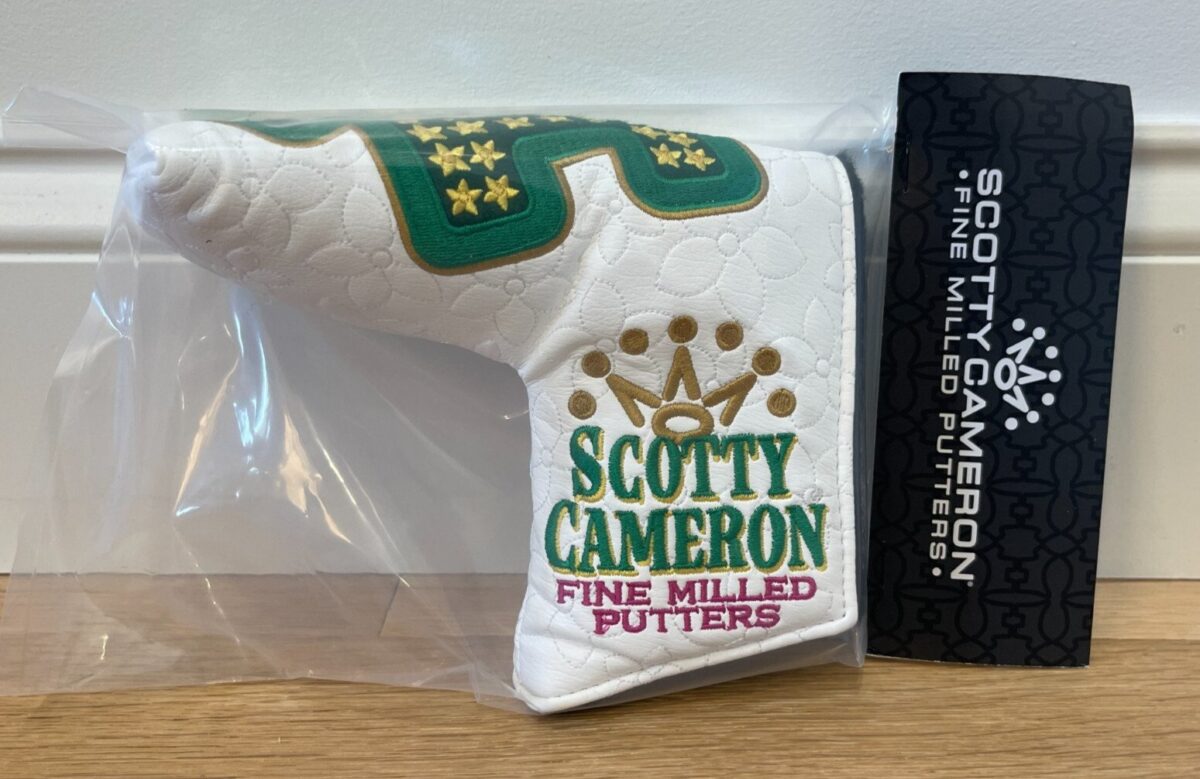 SCOTTY
CAMERON
FINE MILLED
PUTTERS
SCOTTY CAMERON®
•FINE MILLED PUTTERS•